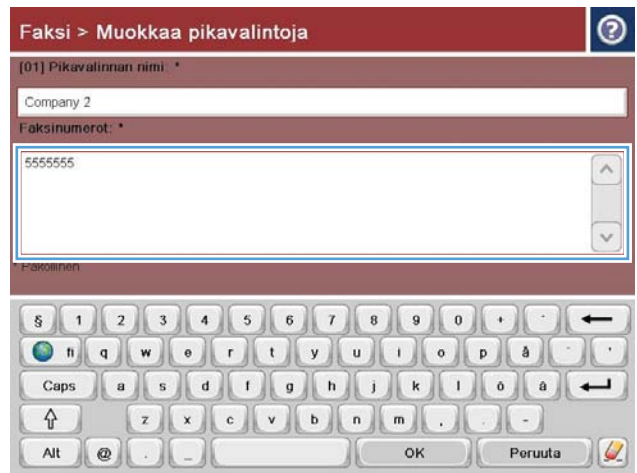 Faksi > Muokkaa pikavalintoja
[01] Pikavalinnan nimi: *
Company 2
Faksinumerot: *
5555555
* Pakollinen
§ 1 2 3 4 5 6 7 8 9 0 + ´
fi q w e r t y u i o p å ¨ '
Caps a s d f g h j k l ö ä
z x c v b n m , . -
Alt @ . _ OK Peruuta